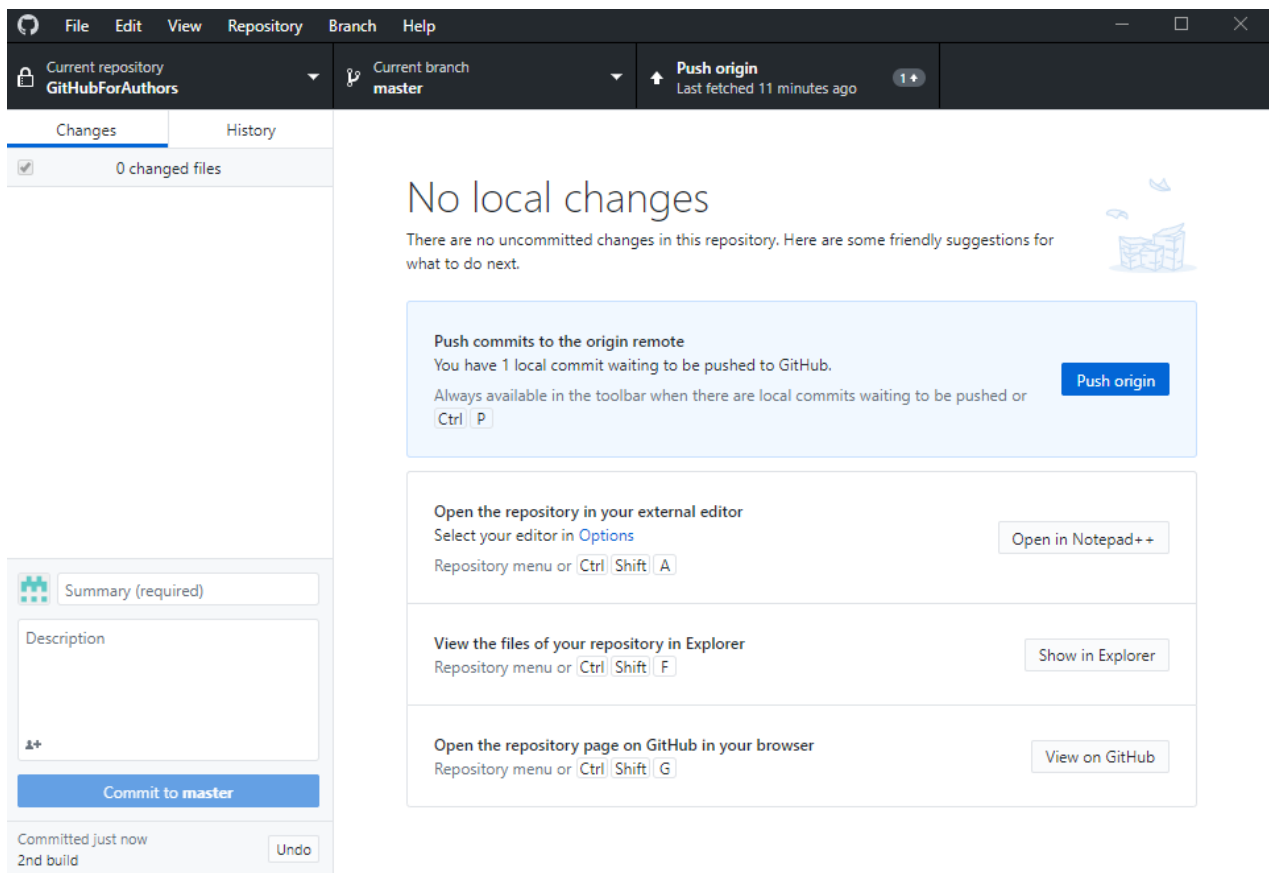 File Edit View Repository Branch Help
Current repository
GitHubForAuthors
Current branch
master
Push origin
Last fetched 11 minutes ago
1
Changes History
0 changed files
No local changes
There are no uncommitted changes in this repository. Here are some friendly suggestions for
what to do next.
Push commits to the origin remote
You have 1 local commit waiting to be pushed to GitHub.
Always available in the toolbar when there are local commits waiting to be pushed or
Ctrl P
Push origin
Open the repository in your external editor
Select your editor in Options
Repository menu or Ctrl Shift A
Open in Notepad++
View the files of your repository in Explorer
Repository menu or Ctrl Shift F
Show in Explorer
Open the repository page on GitHub in your browser
Repository menu or Ctrl Shift G
View on GitHub
Summary (required)
Description
Commit to master
Committed just now
2nd build
Undo